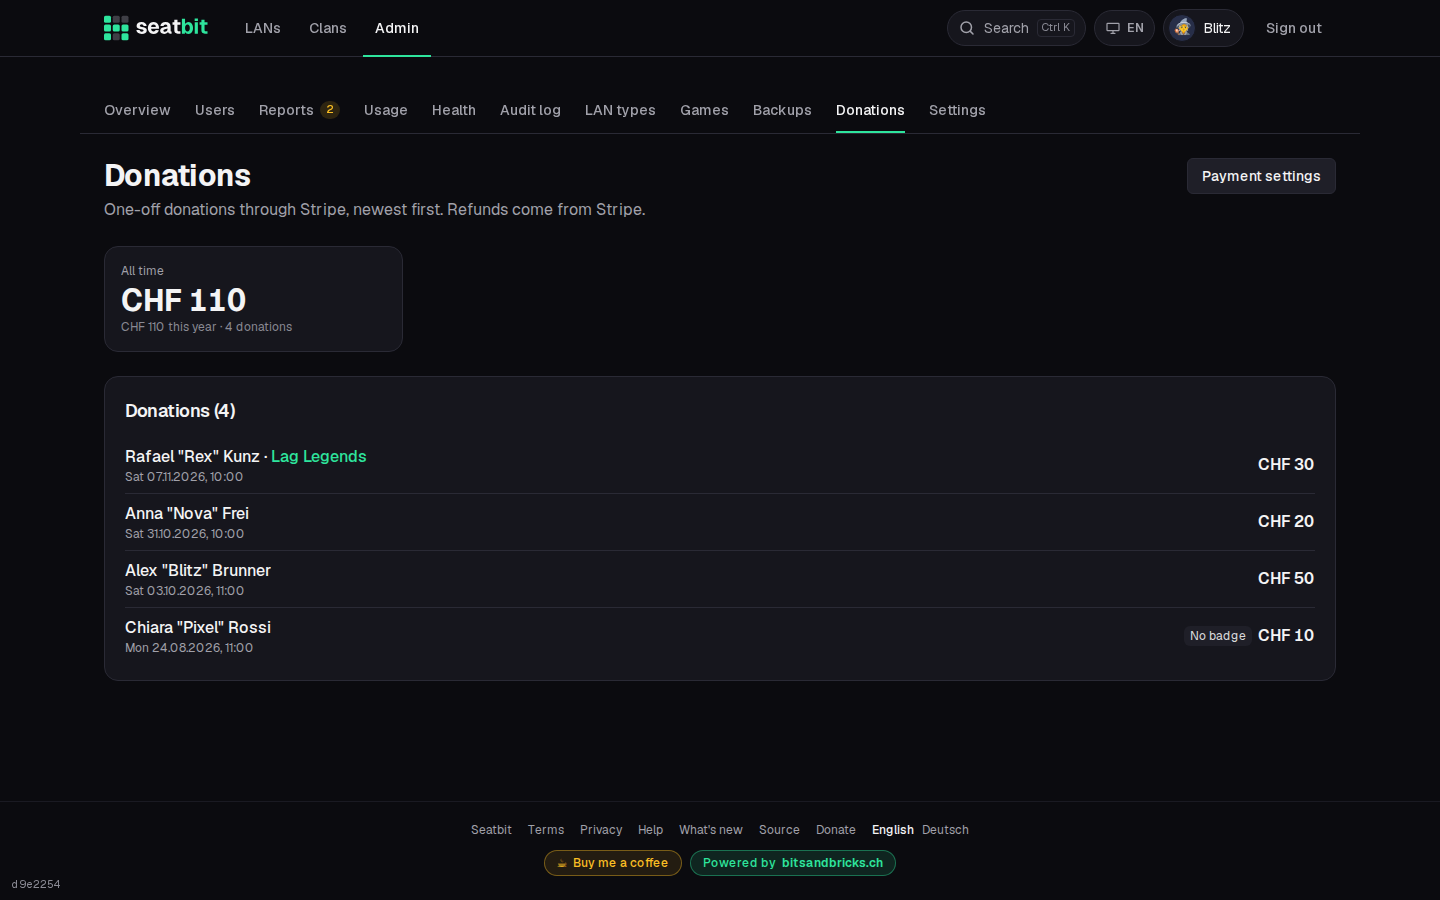 seatbit
LANs
Clans
Admin
Search
Ctrl K
EN
Blitz
Sign out
Overview
Users
Reports 2
Usage
Health
Audit log
LAN types
Games
Backups
Donations
Settings
Donations
Payment settings
One-off donations through Stripe, newest first. Refunds come from Stripe.
All time
CHF 110
CHF 110 this year · 4 donations
Donations (4)
Rafael "Rex" Kunz · Lag Legends
Sat 07.11.2026, 10:00
CHF 30
Anna "Nova" Frei
Sat 31.10.2026, 10:00
CHF 20
Alex "Blitz" Brunner
Sat 03.10.2026, 11:00
CHF 50
Chiara "Pixel" Rossi
Mon 24.08.2026, 11:00
No badge
CHF 10
Seatbit
Terms
Privacy
Help
What's new
Source
Donate
English
Deutsch
Buy me a coffee
Powered by bitsandbricks.ch
d9e2254